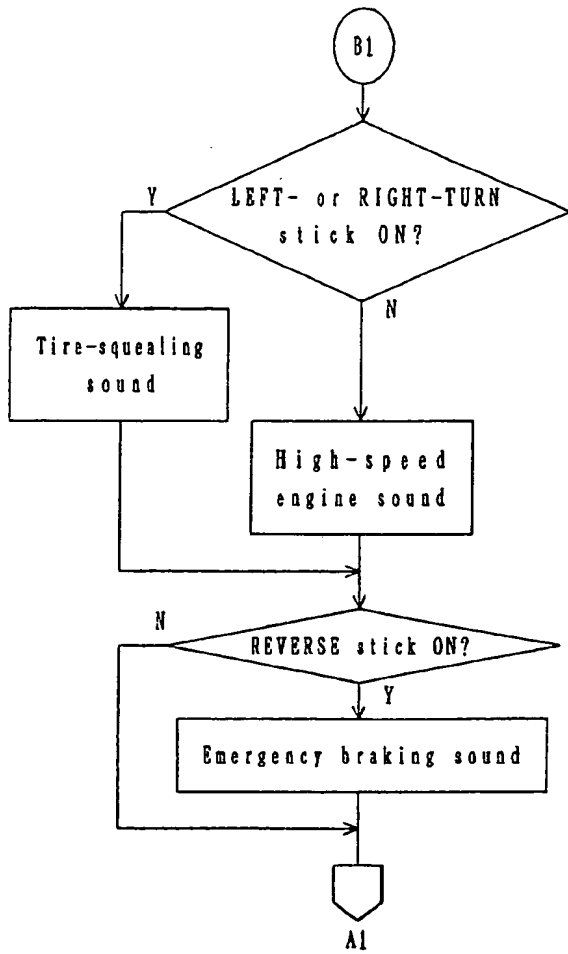 B1
Y
LEFT- or RIGHT-TURN
stick ON?
N
Tire-squealing
sound
High-speed
engine sound
N
REVERSE stick ON?
Y
Emergency braking sound
A1